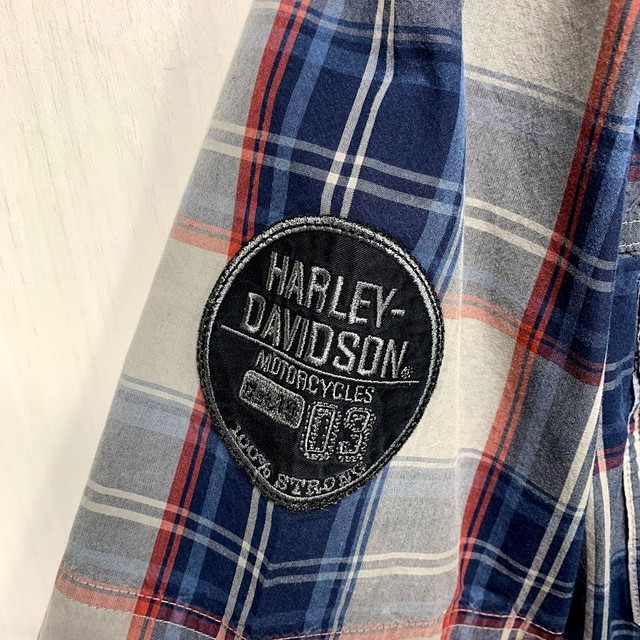 HARLEY-
DAVIDSON®
MOTORCYCLES
03
100% STRONG